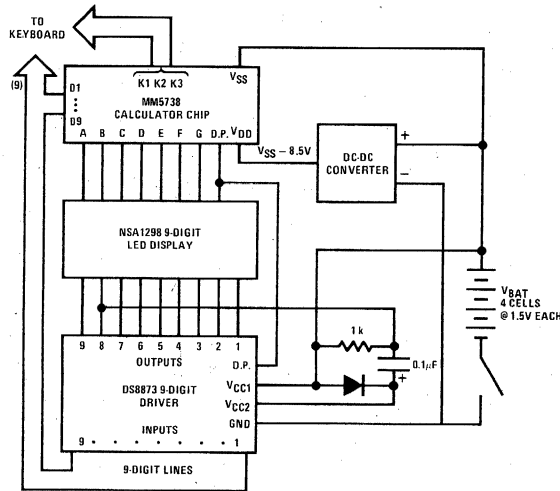 TO
KEYBOARD
(9)
D1
D9
K1 K2 K3
VSS
MM5738
CALCULATOR CHIP
A B C D E F G D.P. VDD
VSS – 8.5V
DC-DC
CONVERTER
+
–
NSA1298 9-DIGIT
LED DISPLAY
VBAT
4 CELLS
@ 1.5V EACH
9 8 7 6 5 4 3 2 1
OUTPUTS
D.P.
1 k
0.1µF
+
DS8873 9-DIGIT
DRIVER
VCC1
VCC2
GND
INPUTS
9 • • • • • • • 1
9-DIGIT LINES